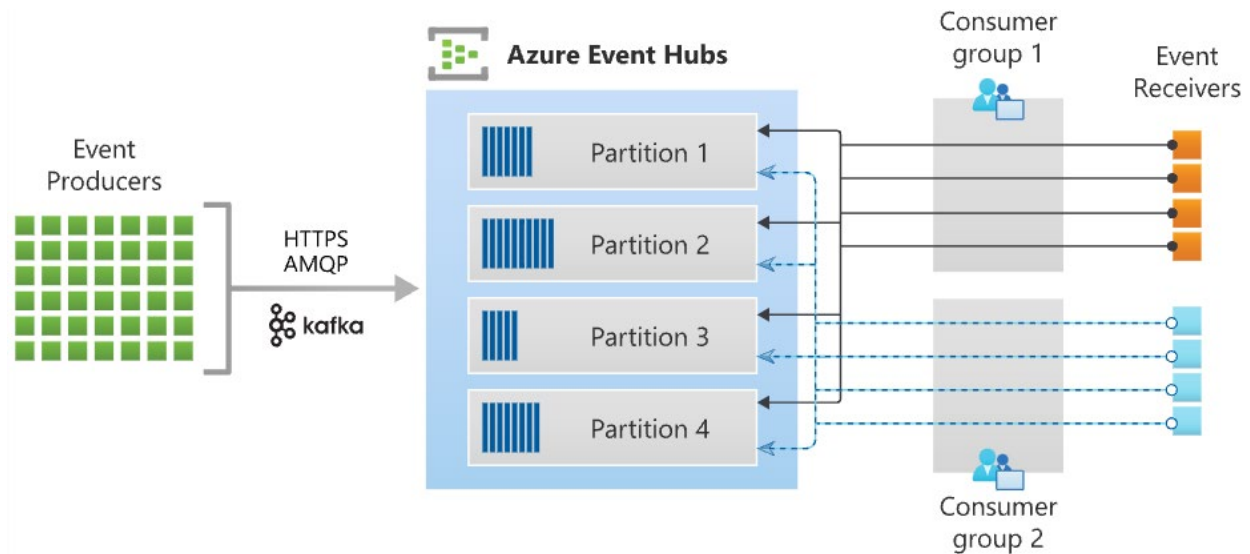 Azure Event Hubs
Event
Producers
HTTPS
AMQP
kafka
Partition 1
Partition 2
Partition 3
Partition 4
Consumer
group 1
Event
Receivers
Consumer
group 2